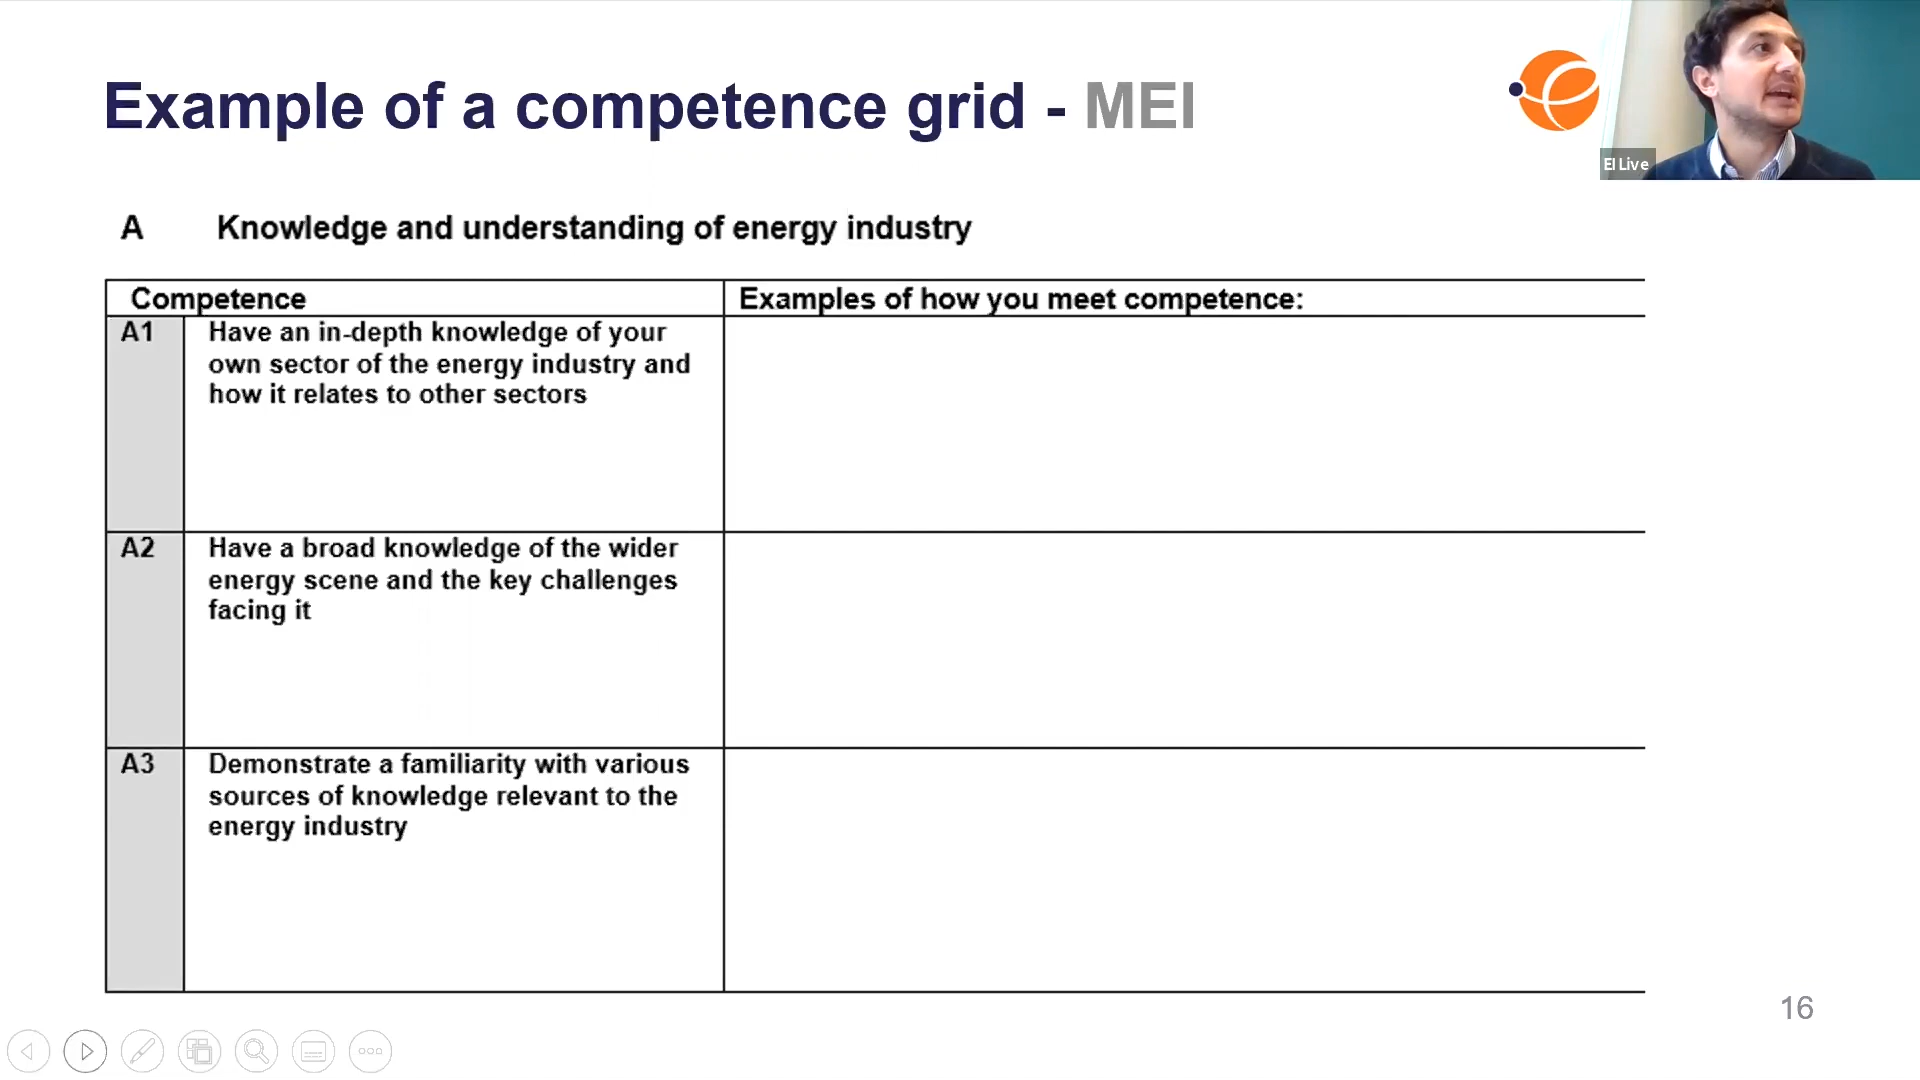 Example of a competence grid - MEI
EI Live
A Knowledge and understanding of energy industry
Competence
Examples of how you meet competence:
A1
Have an in-depth knowledge of your
own sector of the energy industry and
how it relates to other sectors
A2
Have a broad knowledge of the wider
energy scene and the key challenges
facing it
A3
Demonstrate a familiarity with various
sources of knowledge relevant to the
energy industry
16